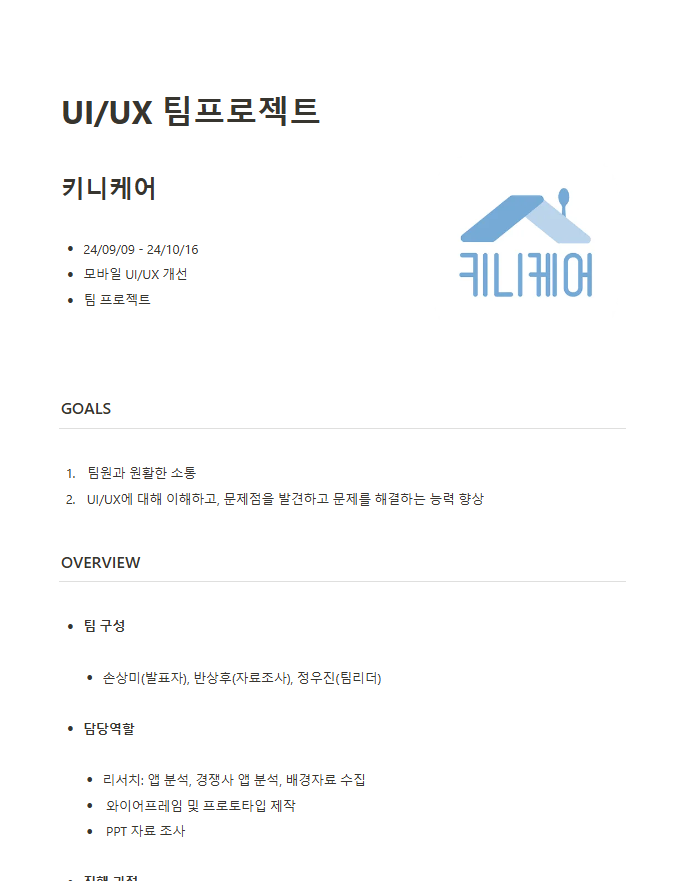 UI/UX 팀프로젝트
키니케어
24/09/09 - 24/10/16
모바일 UI/UX 개선
팀 프로젝트
키니케어
GOALS
1. 팀원과 원활한 소통
2. UI/UX에 대해 이해하고, 문제점을 발견하고 문제를 해결하는 능력 향상
OVERVIEW
팀 구성
손상미(발표자), 반상후(자료조사), 정우진(팀리더)
담당역할
리서치: 앱 분석, 경쟁사 앱 분석, 배경자료 수집
와이어프레임 및 프로토타입 제작
PPT 자료 조사